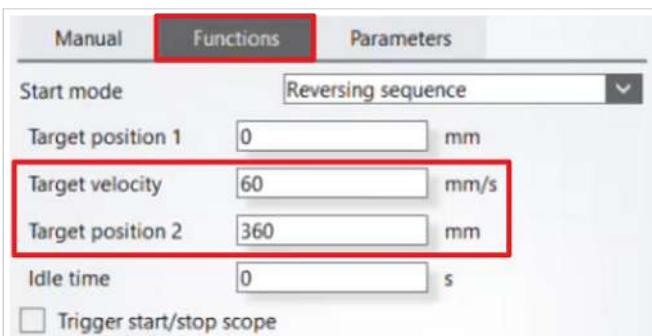 Manual Functions Parameters
Start mode Reversing sequence
Target position 1 0 mm
Target velocity 60 mm/s
Target position 2 360 mm
Idle time 0 s
Trigger start/stop scope